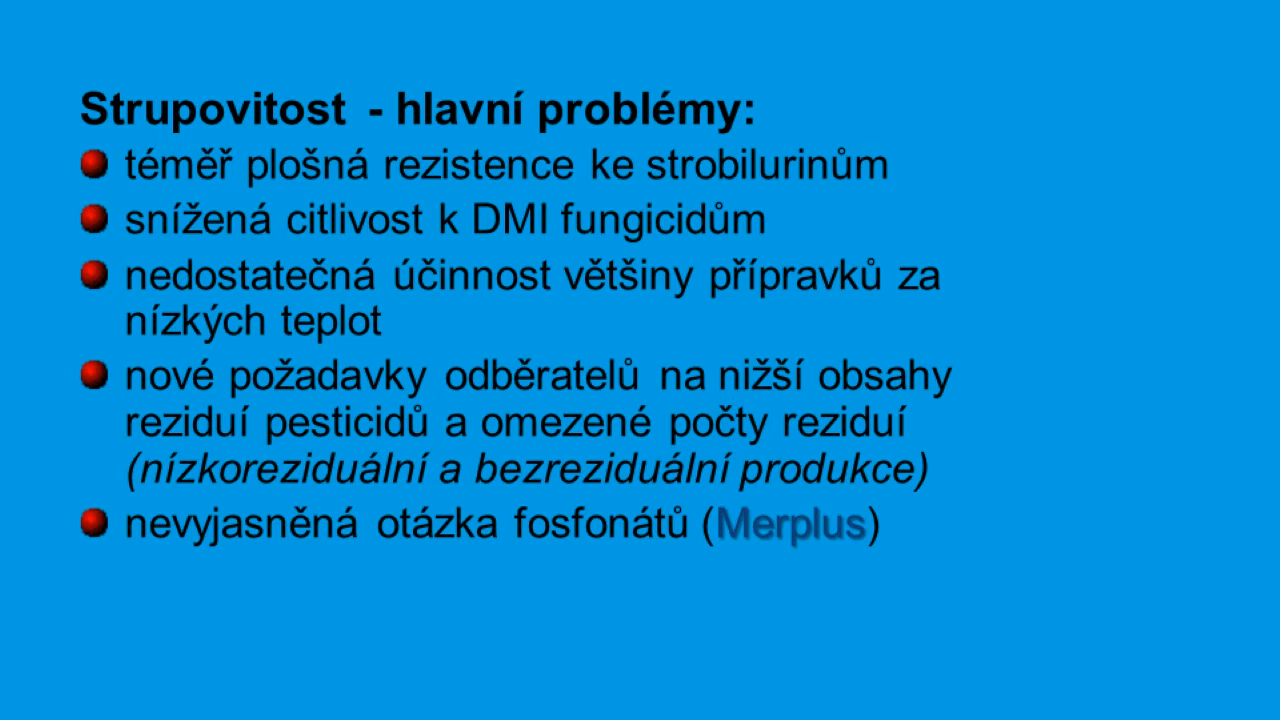 Strupovitost - hlavní problémy:
téměř plošná rezistence ke strobilurinům
snížená citlivost k DMI fungicidům
nedostatečná účinnost většiny přípravků za
nízkých teplot
nové požadavky odběratelů na nižší obsahy
reziduí pesticidů a omezené počty reziduí
(nízkoreziduální a bezreziduální produkce)
nevyjasněná otázka fosfonátů (Merplus)